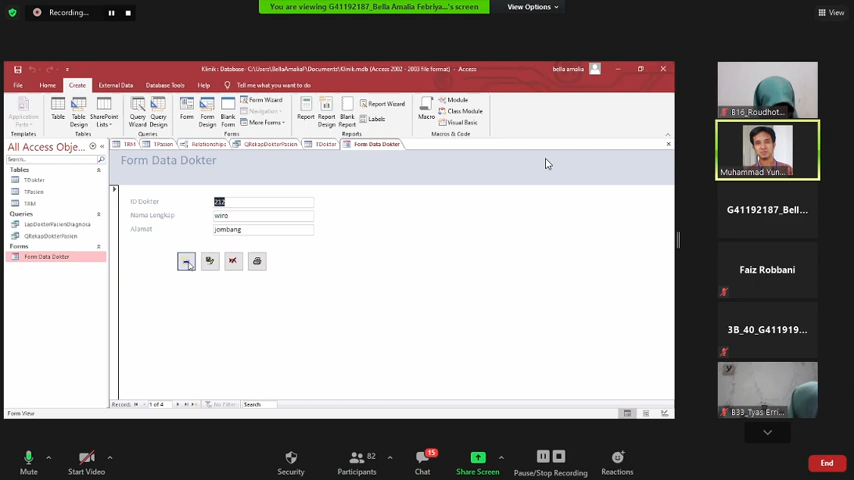 Recording...
You are viewing G41192187_Bella Amalia Febriya...'s screen
View Options
View
Klinik : Database- C:\Users\BellaAmaliaF\Documents\Klinik.mdb (Access 2002 - 2003 file format) - Access
bella amalia
File
Home
Create
External Data
Database Tools
Help
Tell me what you want to do
Application Parts
Table
Table Design
SharePoint Lists
Query Wizard
Query Design
Form
Form Design
Blank Form
Form Wizard
Navigation
More Forms
Report
Report Design
Blank Report
Report Wizard
Labels
Macro
Module
Class Module
Visual Basic
Templates
Tables
Queries
Forms
Reports
Macros & Code
All Access Obje...
Search...
Tables
TDokter
TPasien
TRM
Queries
LapDokterPasienDiagnosa
QRekapDokterPasien
Forms
Form Data Dokter
TRM
TPasien
Relationships
QRekapDokterPasien
TDokter
Form Data Dokter
Form Data Dokter
ID Dokter
212
Nama Lengkap
wiro
Alamat
jombang
Record:
1 of 4
No Filter
Search
Form View
B16_Roudhot...
Muhammad Yun...
G41192187_Bell...
Faiz Robbani
3B_40_G411919...
B33_Tyas Erri...
Mute
Start Video
Security
82
Participants
15
Chat
Share Screen
Pause/Stop Recording
Reactions
End